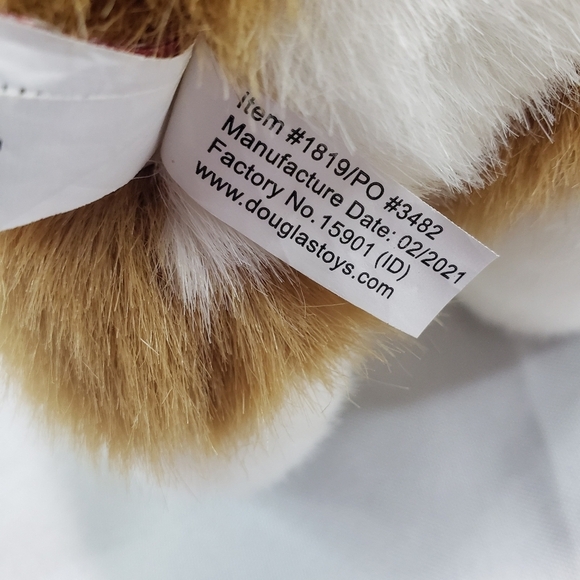 item #1819/PO #3482
Manufacture Date: 02/2021
Factory No. 15901 (ID)
www.douglastoys.com